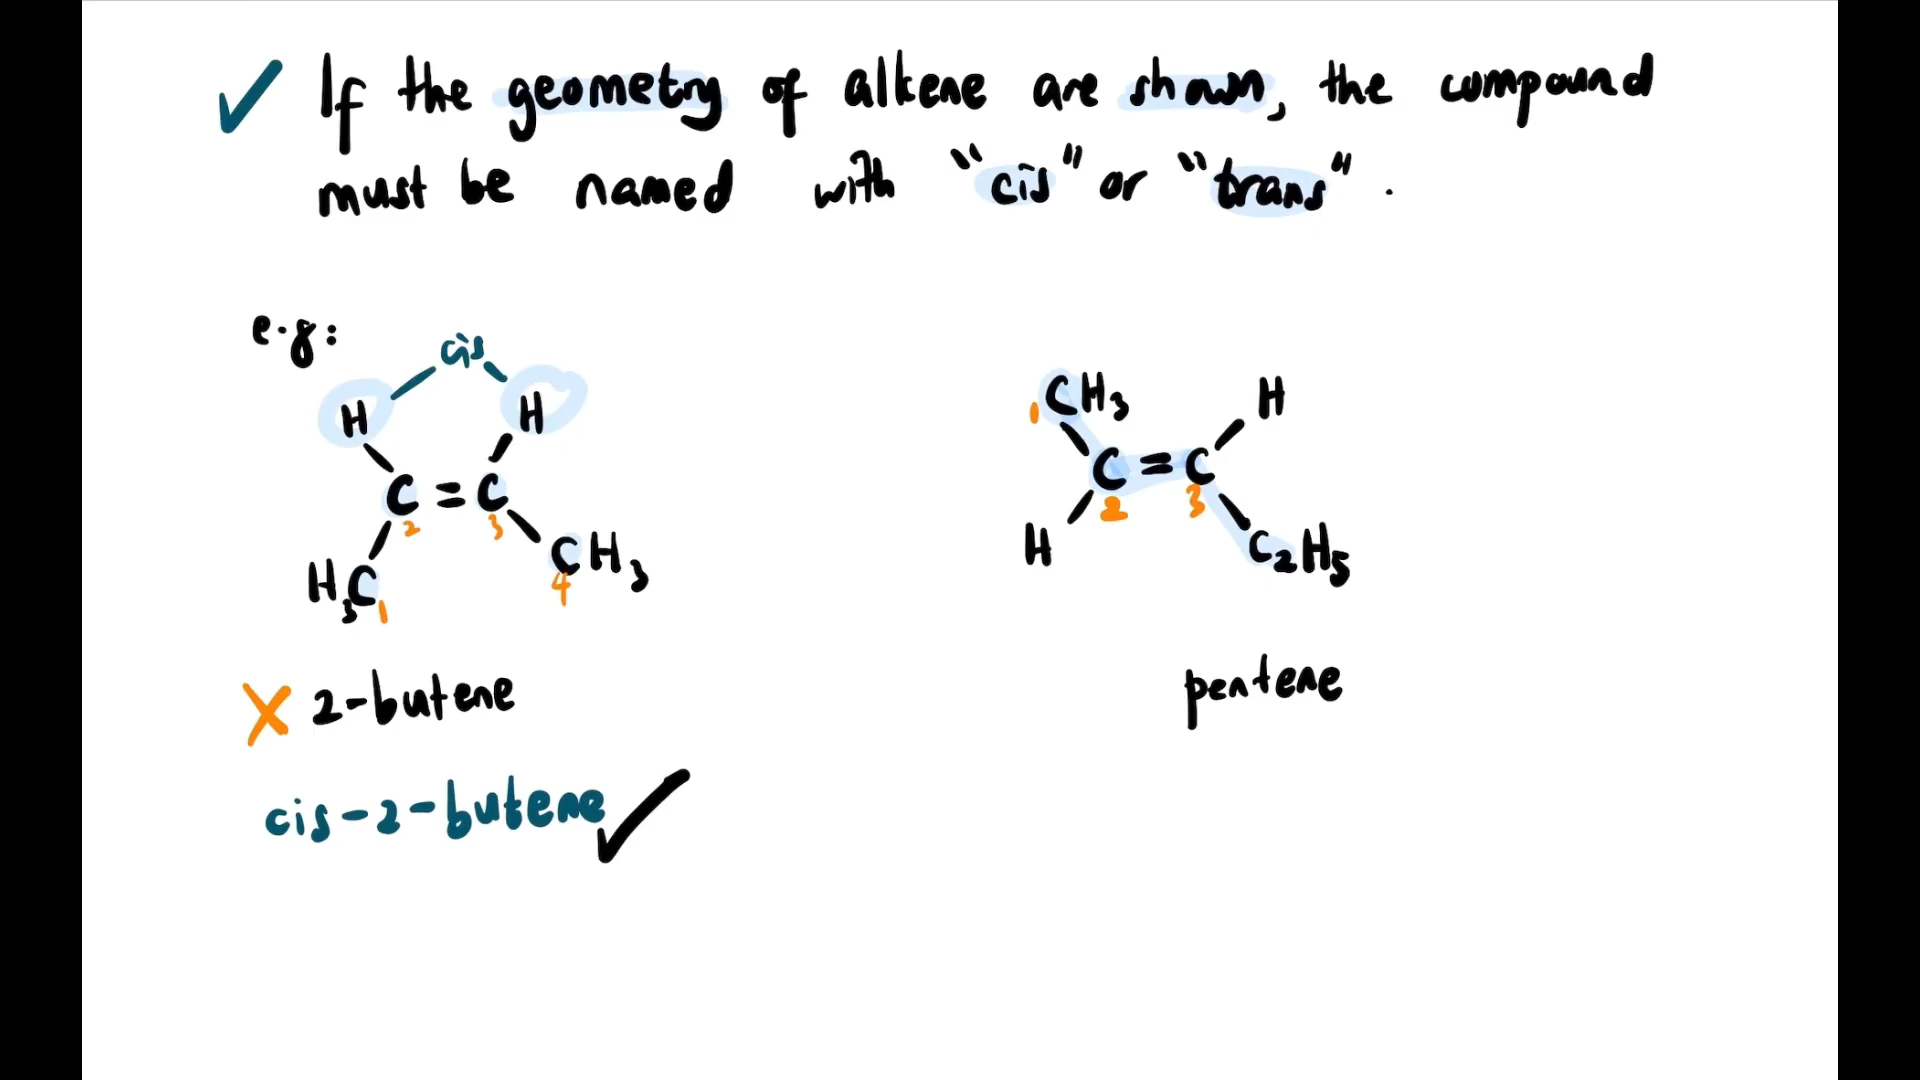 ✓ If the geometry of alkene are shown, the compound
must be named with "cis" or "trans".
e.g:
cis
H H
C = C
2 3
H₃C CH₃
1 4
X 2-butene
cis-2-butene ✓
CH₃ H
1
C = C
2 3
H C₂H₅
pentene